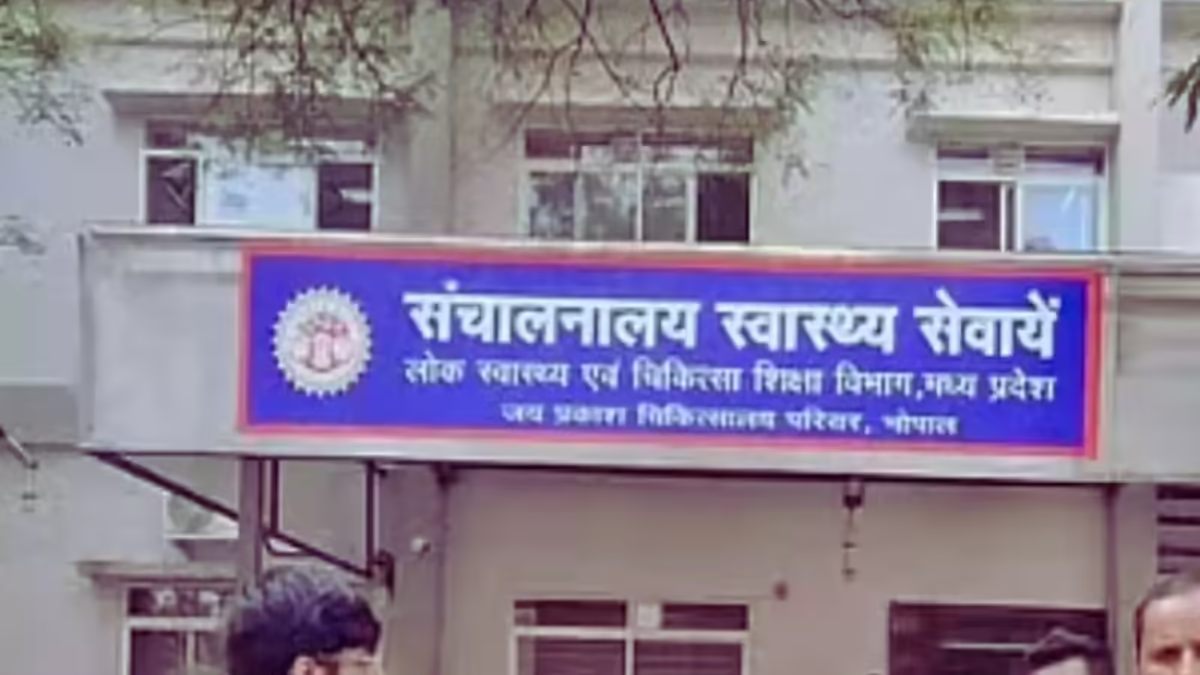 संचालनालय स्वास्थ्य सेवायें
लोक स्वास्थ्य एवं चिकित्सा शिक्षा विभाग,मध्य प्रदेश
जय प्रकाश चिकित्सालय परिसर, भोपाल